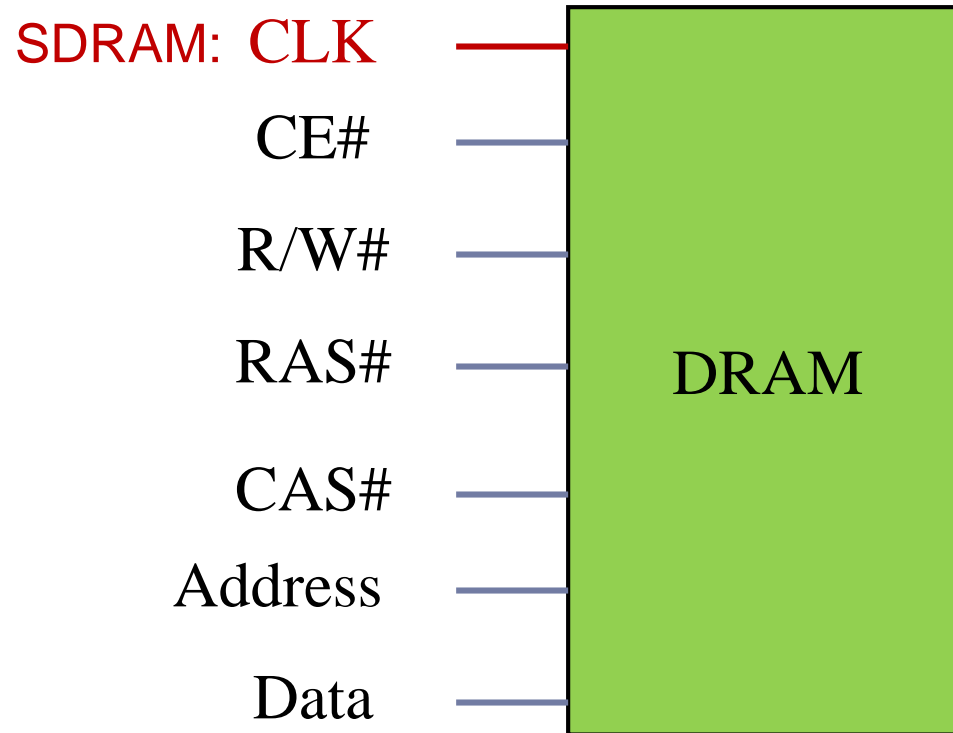 SDRAM: CLK
CE#
R/W#
RAS#
DRAM
CAS#
Address
Data